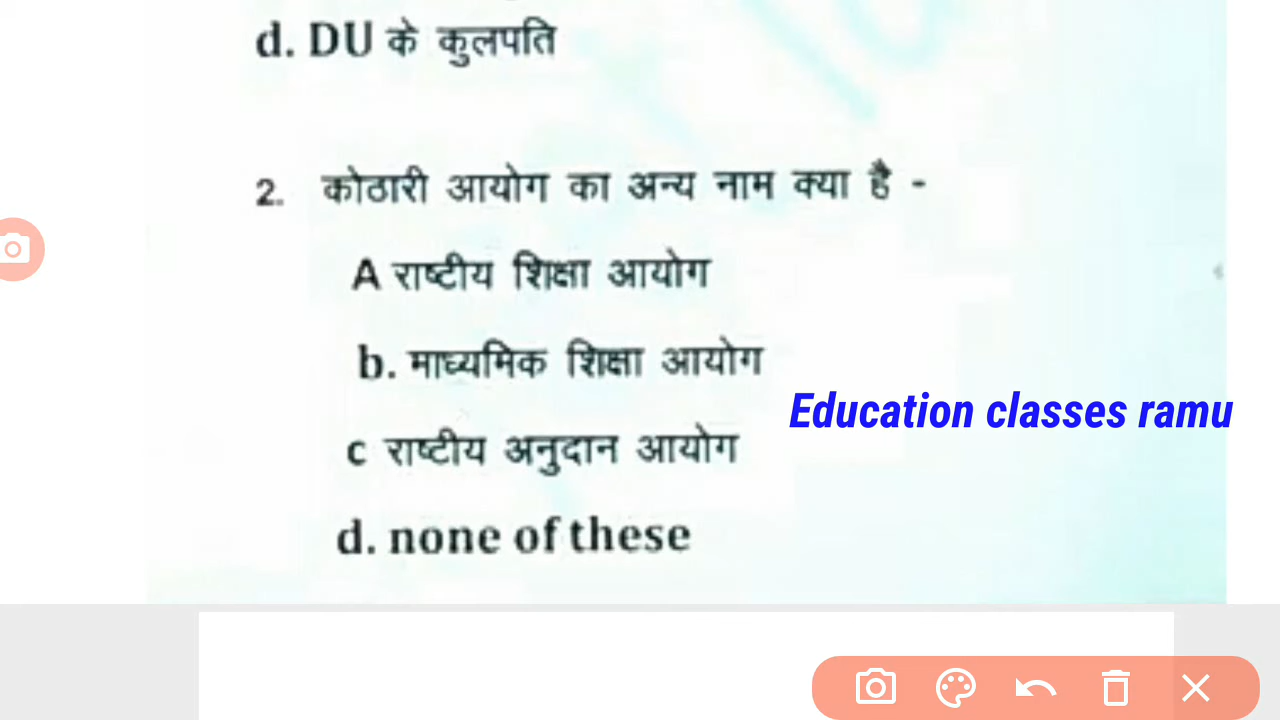 d. DU के कुलपति
2. कोठारी आयोग का अन्य नाम क्या है -
A राष्टीय शिक्षा आयोग
b. माध्यमिक शिक्षा आयोग
Education classes ramu
c राष्टीय अनुदान आयोग
d. none of these